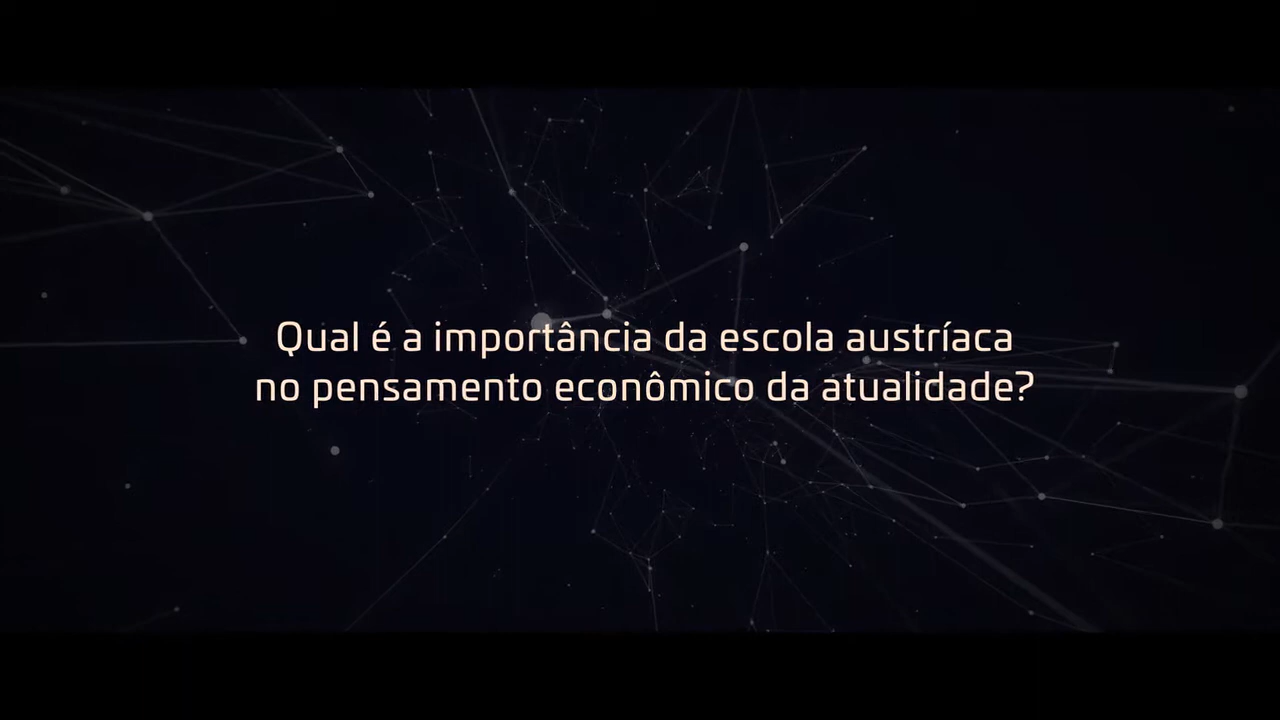 Qual é a importância da escola austríaca
no pensamento econômico da atualidade?